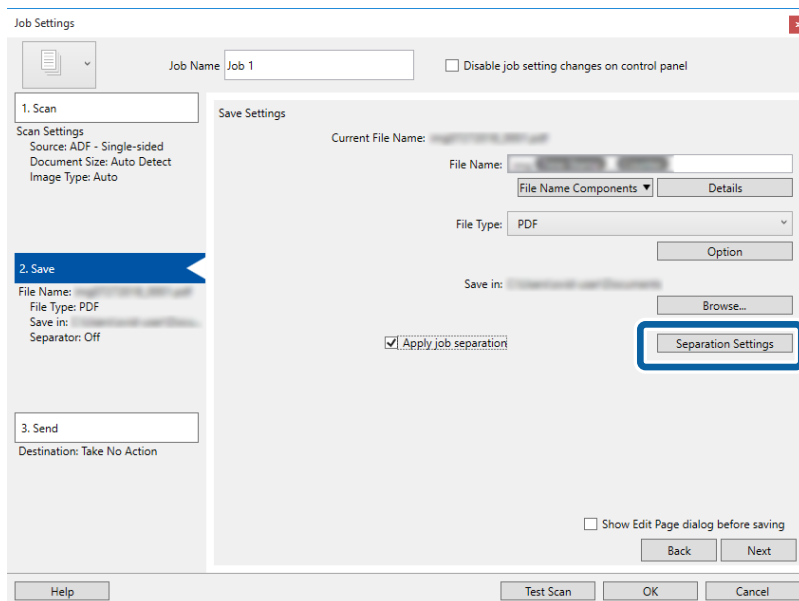 Job Settings
Job Name Job 1
Disable job setting changes on control panel
1. Scan
Scan Settings
Source: ADF - Single-sided
Document Size: Auto Detect
Image Type: Auto
2. Save
File Name:
File Type: PDF
Save in:
Separator: Off
3. Send
Destination: Take No Action
Save Settings
Current File Name:
File Name:
File Name Components
Details
File Type: PDF
Option
Save in:
Browse...
Apply job separation
Separation Settings
Show Edit Page dialog before saving
Back
Next
Help
Test Scan
OK
Cancel